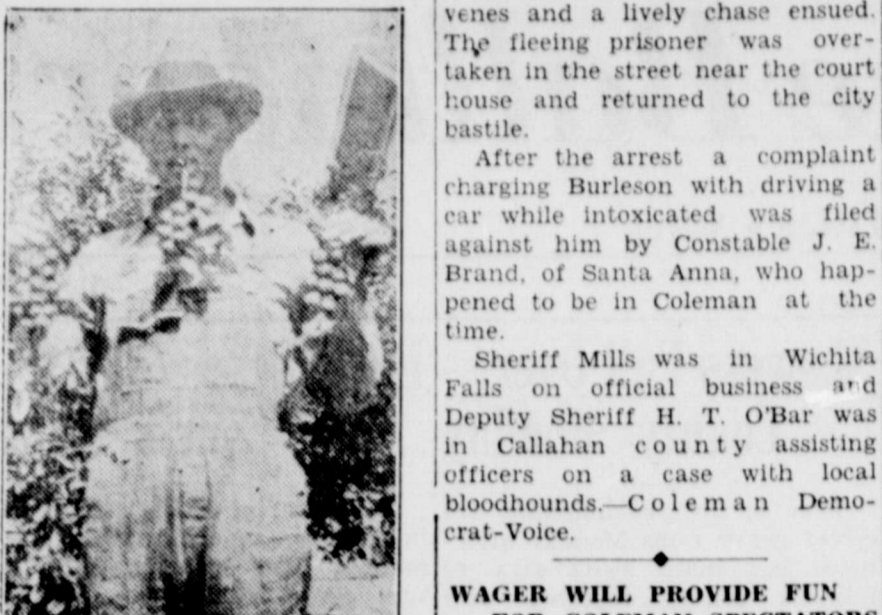 venes and a lively chase ensued.
The fleeing prisoner was over-
taken in the street near the court
house and returned to the city
bastile.
After the arrest a complaint
charging Burleson with driving a
car while intoxicated was filed
against him by Constable J. E.
Brand, of Santa Anna, who hap-
pened to be in Coleman at the
time.
Sheriff Mills was in Wichita
Falls on official business and
Deputy Sheriff H. T. O'Bar was
in Callahan county assisting
officers on a case with local
bloodhounds.—Coleman Demo-
crat-Voice.
WAGER WILL PROVIDE FUN
FOR COLEMAN SPECTATORS